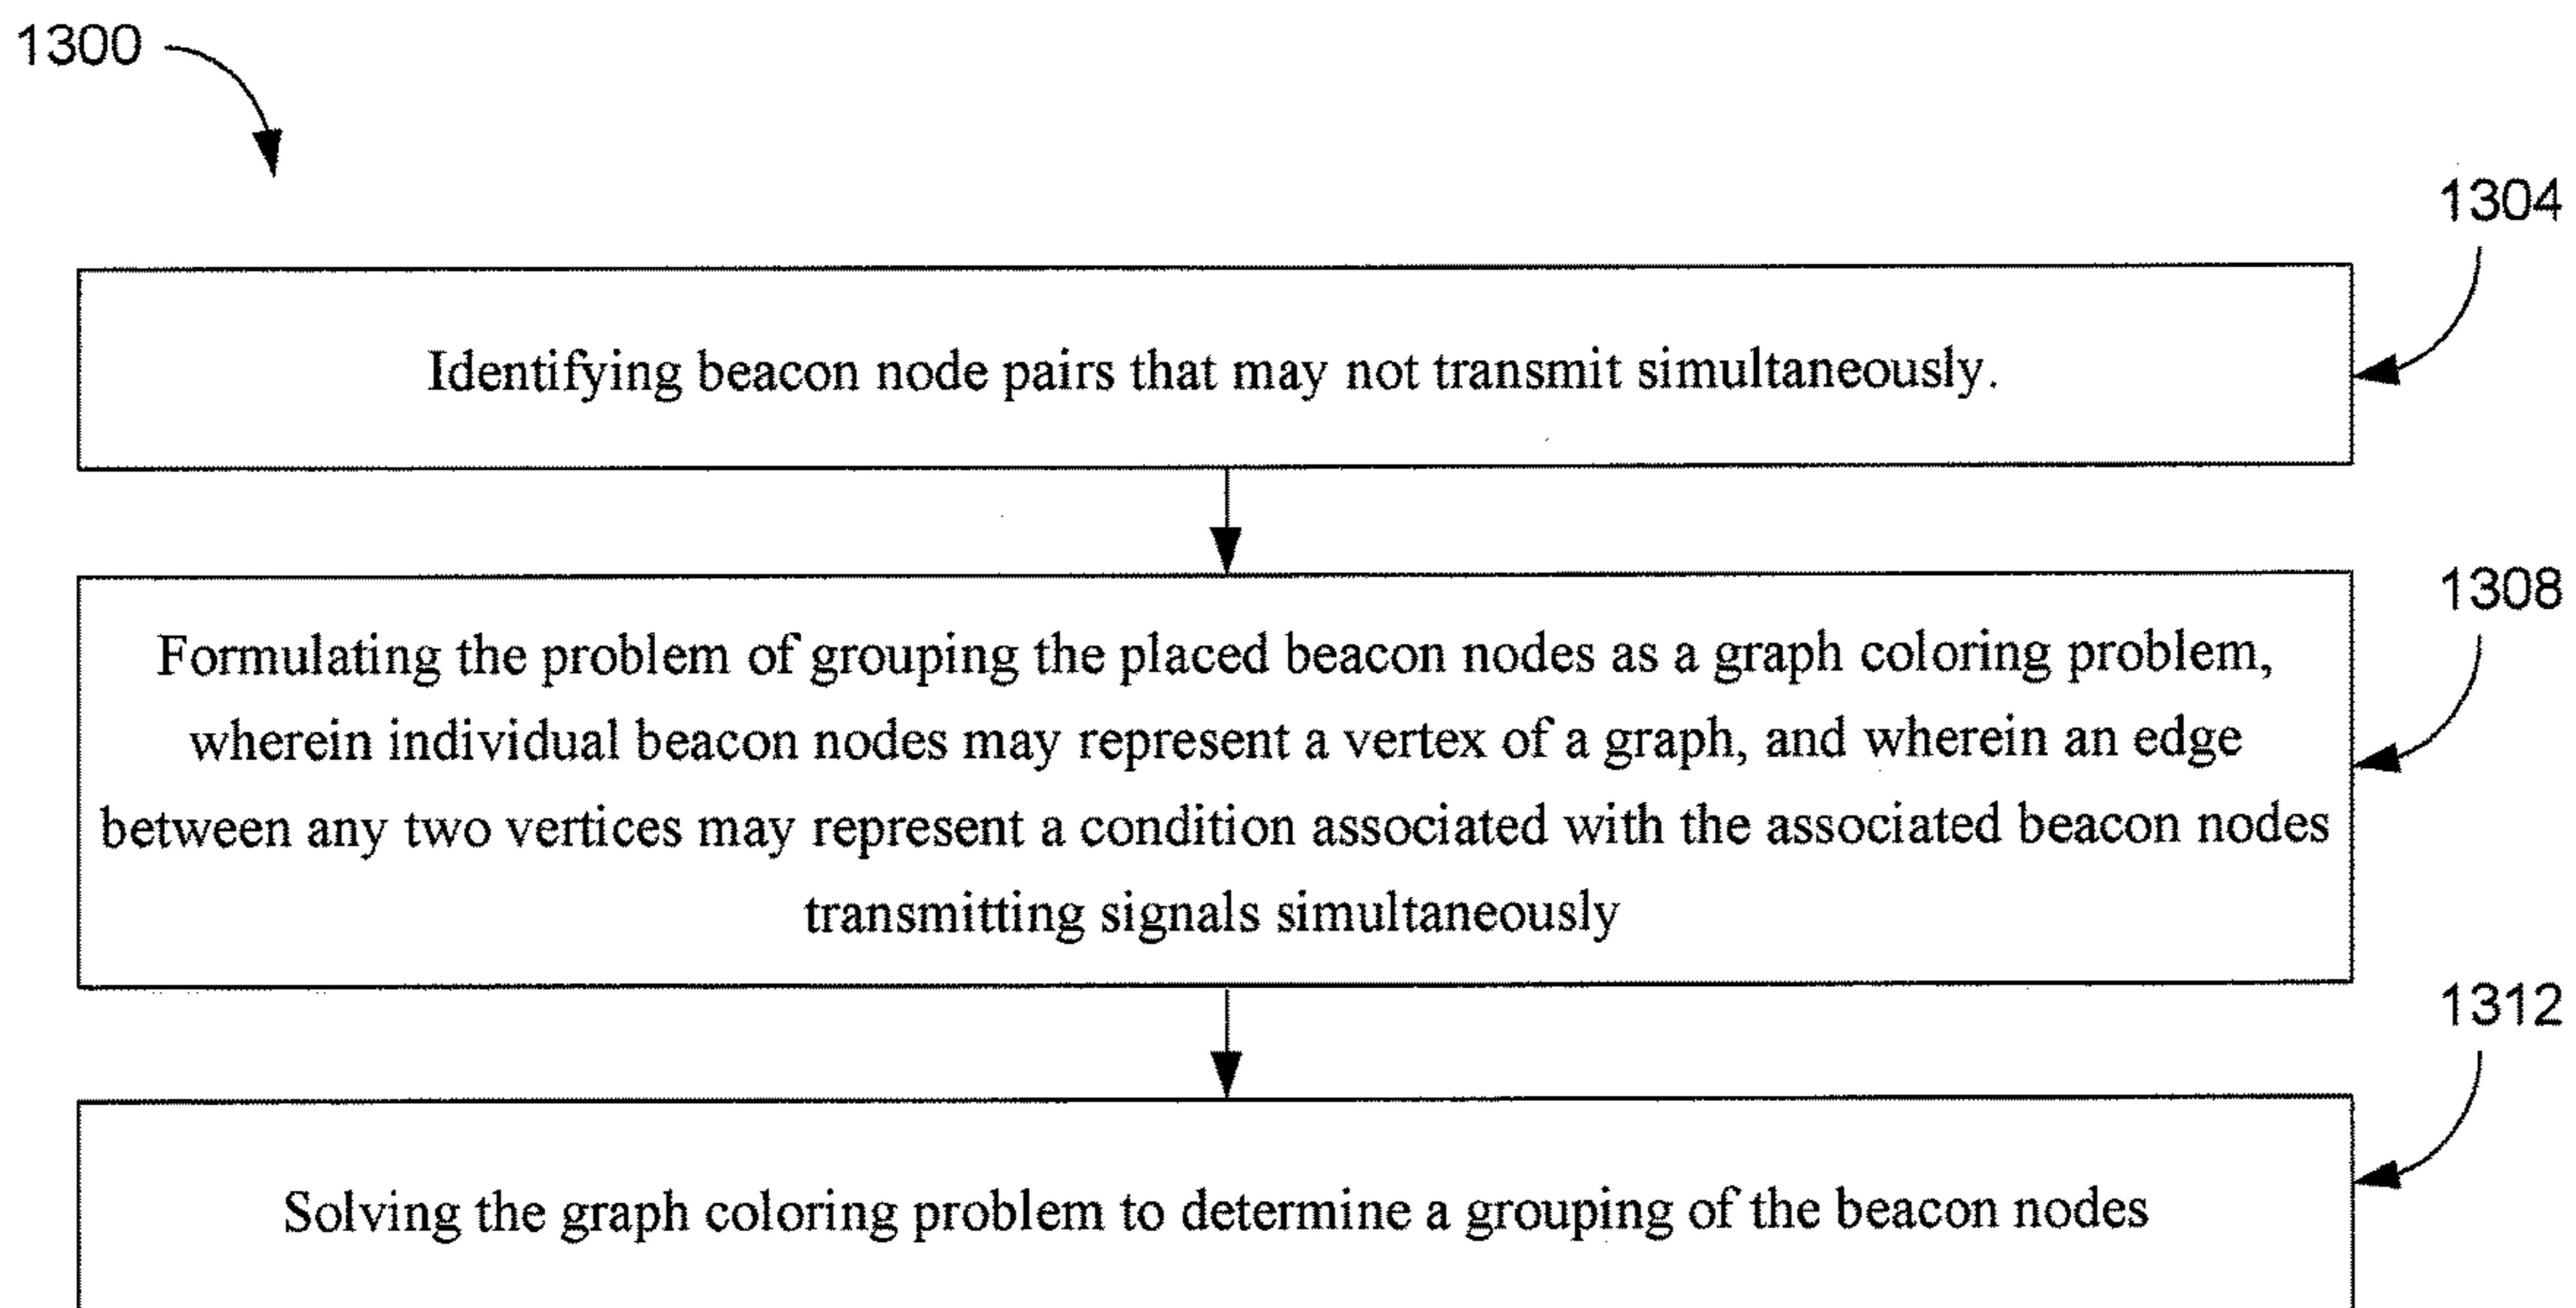 1300
1304
Identifying beacon node pairs that may not transmit simultaneously.
1308
Formulating the problem of grouping the placed beacon nodes as a graph coloring problem,
wherein individual beacon nodes may represent a vertex of a graph, and wherein an edge
between any two vertices may represent a condition associated with the associated beacon nodes
transmitting signals simultaneously
1312
Solving the graph coloring problem to determine a grouping of the beacon nodes